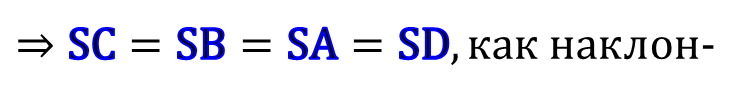 ⇒ SC = SB = SA = SD, как наклон-